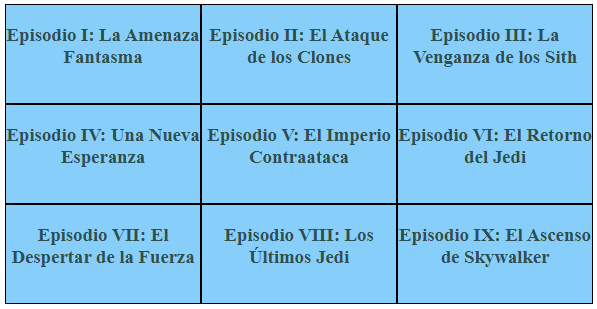 Episodio I: La Amenaza
Fantasma
Episodio II: El Ataque
de los Clones
Episodio III: La
Venganza de los Sith
Episodio IV: Una Nueva
Esperanza
Episodio V: El Imperio
Contraataca
Episodio VI: El Retorno
del Jedi
Episodio VII: El
Despertar de la Fuerza
Episodio VIII: Los
Últimos Jedi
Episodio IX: El Ascenso
de Skywalker